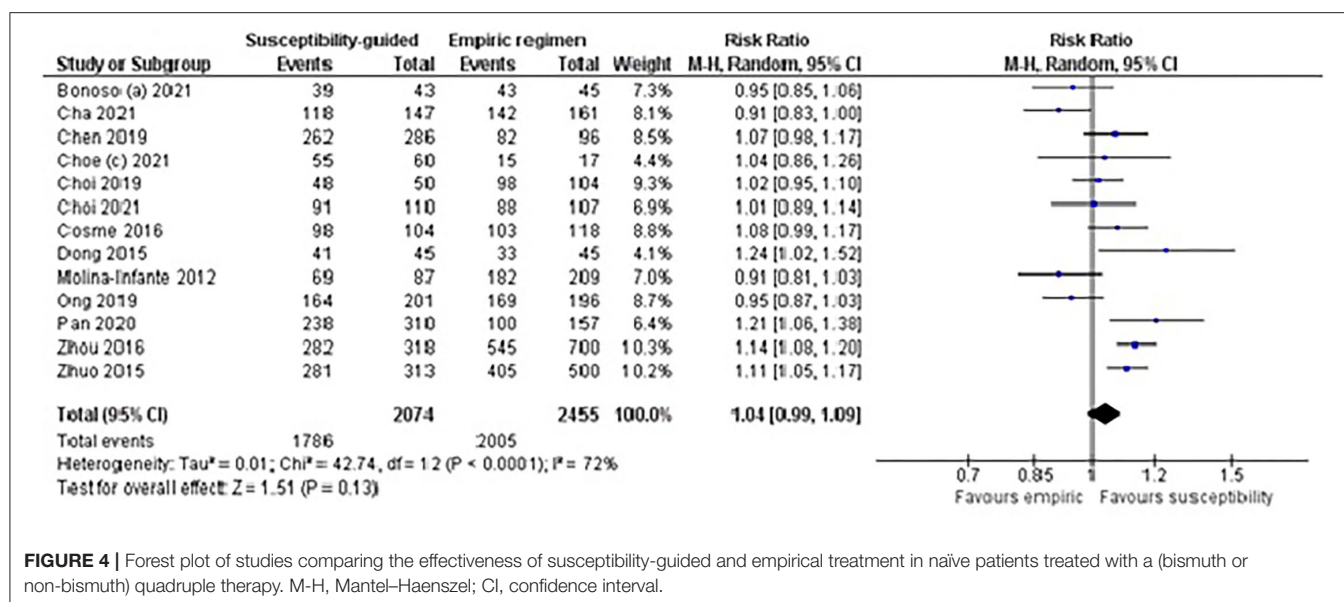 Susceptibility-guided Empiric regimen Risk Ratio Risk Ratio
Study or Subgroup Events Total Events Total Weight M-H, Random, 95% CI M-H, Random, 95% CI
Bonoso (a) 2021 39 43 43 45 7.3% 0.95 [0.85, 1.06]
Cha 2021 118 147 142 161 8.1% 0.91 [0.83, 1.00]
Chen 2019 262 286 82 96 8.5% 1.07 [0.98, 1.17]
Choe (c) 2021 55 60 15 17 4.4% 1.04 [0.86, 1.26]
Choi 2019 48 50 98 104 9.3% 1.02 [0.95, 1.10]
Choi 2021 91 110 88 107 6.9% 1.01 [0.89, 1.14]
Cosme 2016 98 104 103 118 8.8% 1.08 [0.99, 1.17]
Dong 2015 41 45 33 45 4.1% 1.24 [1.02, 1.52]
Molina-Infante 2012 69 87 182 209 7.0% 0.91 [0.81, 1.03]
Ong 2019 164 201 169 196 8.7% 0.95 [0.87, 1.03]
Pan 2020 238 310 100 157 6.4% 1.21 [1.06, 1.38]
Zhou 2016 282 318 545 700 10.3% 1.14 [1.08, 1.20]
Zhuo 2015 281 313 405 500 10.2% 1.11 [1.05, 1.17]
Total (95% CI) 2074 2455 100.0% 1.04 [0.99, 1.09]
Total events 1786 2005
Heterogeneity: Tau² = 0.01; Chi² = 42.74, df = 12 (P < 0.0001); I² = 72%
Test for overall effect: Z = 1.51 (P = 0.13)
0.7 0.85 1 1.2 1.5
Favours empiric Favours susceptibility
FIGURE 4 | Forest plot of studies comparing the effectiveness of susceptibility-guided and empirical treatment in naïve patients treated with a (bismuth or
non-bismuth) quadruple therapy. M-H, Mantel–Haenszel; CI, confidence interval.